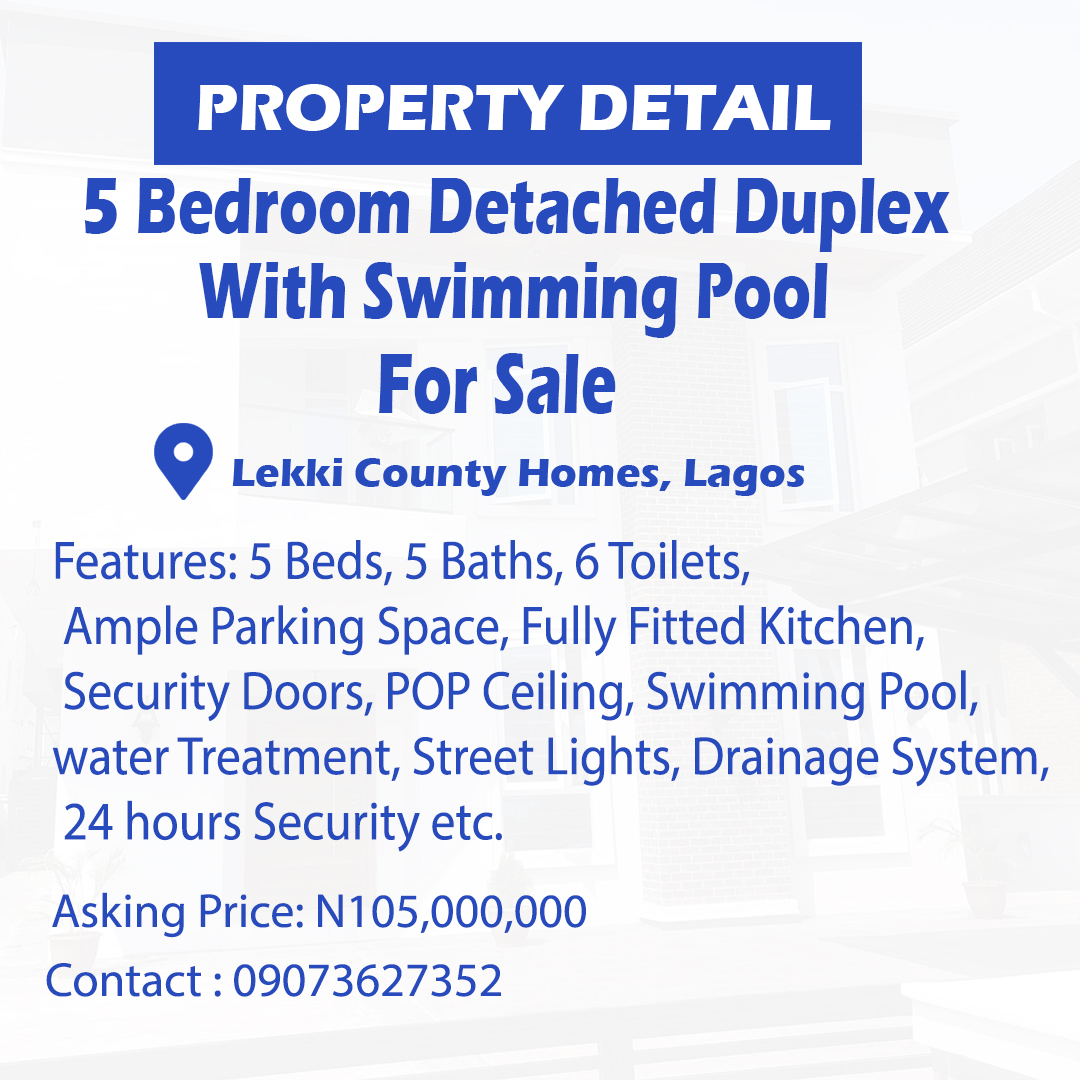 PROPERTY DETAIL
5 Bedroom Detached Duplex
With Swimming Pool
For Sale
Lekki County Homes, Lagos
Features: 5 Beds, 5 Baths, 6 Toilets,
Ample Parking Space, Fully Fitted Kitchen,
Security Doors, POP Ceiling, Swimming Pool,
water Treatment, Street Lights, Drainage System,
24 hours Security etc.
Asking Price: N105,000,000
Contact : 09073627352